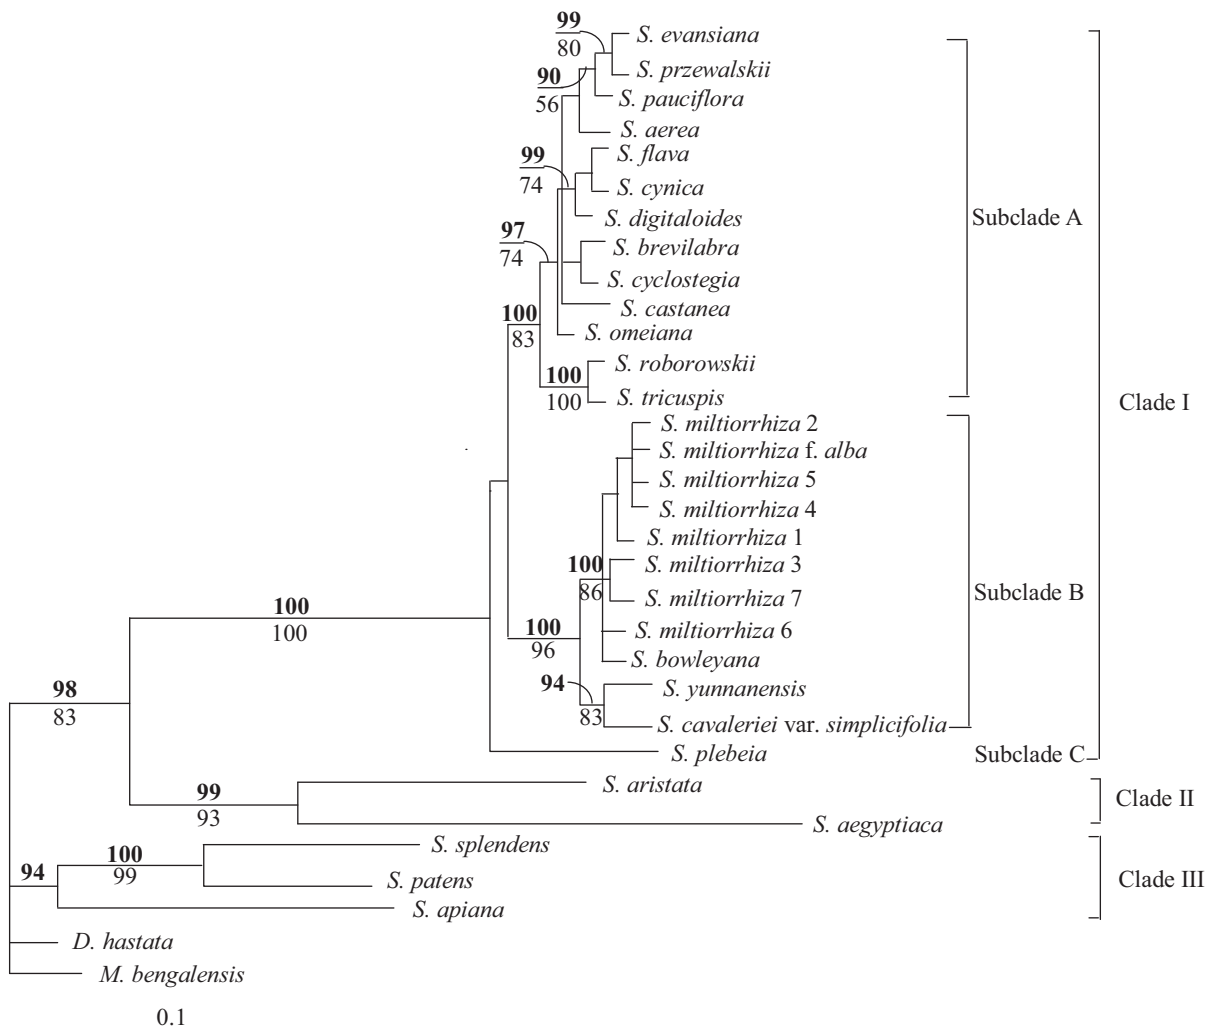 99
80
S. evansiana
S. przewalskii
90
56
S. pauciflora
S. aerea
99
74
S. flava
S. cynica
S. digitaloides
Subclade A
97
74
S. brevilabra
S. cyclostegia
S. castanea
100
83
S. omeiana
S. roborowskii
100
100
S. tricuspis
Clade I
S. miltiorrhiza 2
S. miltiorrhiza f. alba
S. miltiorrhiza 5
S. miltiorrhiza 4
S. miltiorrhiza 1
100
86
S. miltiorrhiza 3
S. miltiorrhiza 7
Subclade B
100
100
100
96
S. miltiorrhiza 6
S. bowleyana
94
83
S. yunnanensis
S. cavaleriei var. simplicifolia
98
83
S. plebeia
Subclade C
99
93
S. aristata
Clade II
S. aegyptiaca
S. splendens
94
100
99
S. patens
Clade III
S. apiana
D. hastata
M. bengalensis
0.1